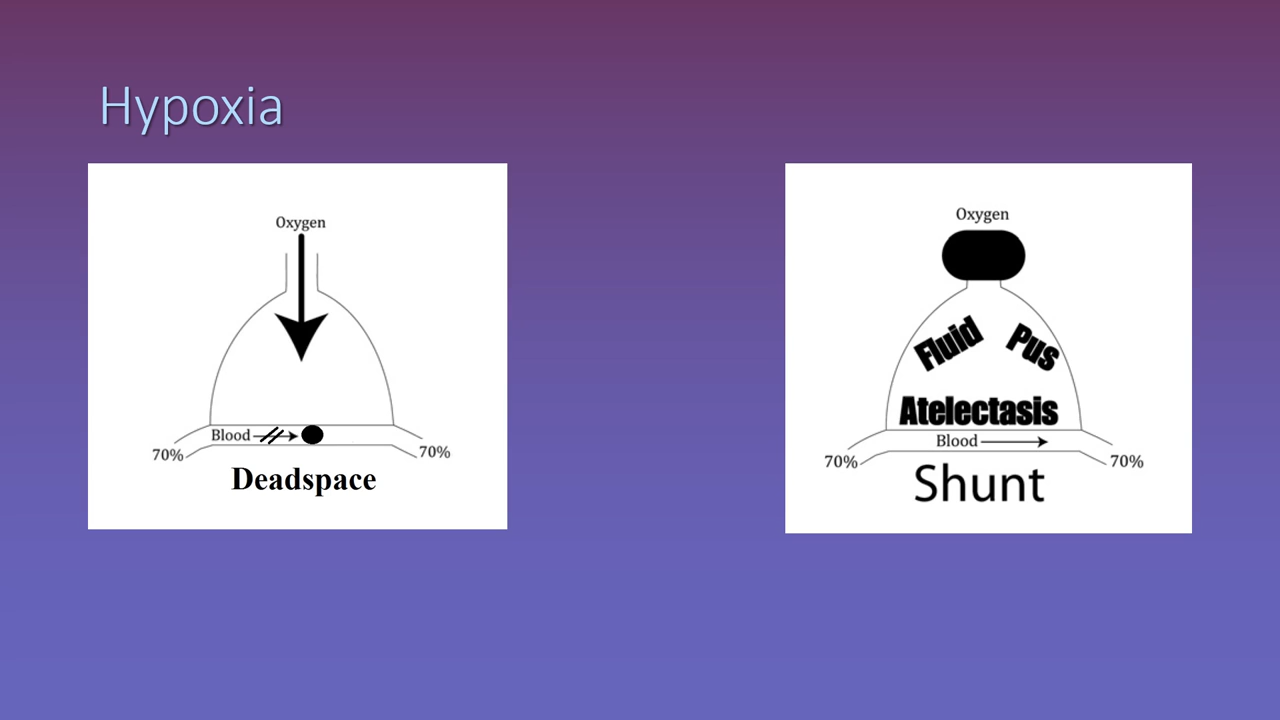 Hypoxia
Oxygen
Blood
70%
70%
Deadspace
Oxygen
Fluid
Pus
Atelectasis
Blood
70%
70%
Shunt